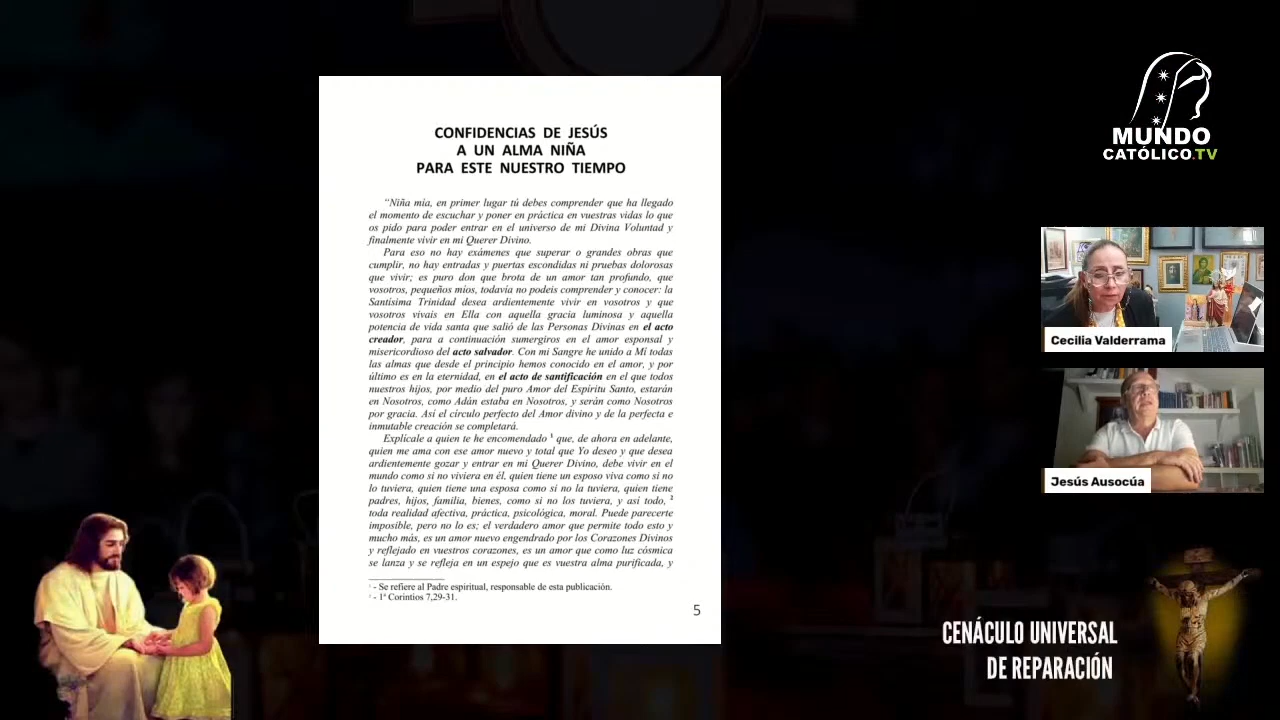 CONFIDENCIAS DE JESÚS
A UN ALMA NIÑA
PARA ESTE NUESTRO TIEMPO
“Niña mía, en primer lugar tú debes comprender que ha llegado
el momento de escuchar y poner en práctica en vuestras vidas lo que
os pido para poder entrar en el universo de mi Divina Voluntad y
finalmente vivir en mi Querer Divino.
Para eso no hay exámenes que superar o grandes obras que
cumplir, no hay entradas y puertas escondidas ni pruebas dolorosas
que vivir; es puro don que brota de un amor tan profundo, que
vosotros, pequeños míos, todavía no podeis comprender y conocer: la
Santísima Trinidad desea ardientemente vivir en vosotros y que
vosotros vivais en Ella con aquella gracia luminosa y aquella
potencia de vida santa que salió de las Personas Divinas en el acto
creador, para a continuación sumergiros en el amor esponsal y
misericordioso del acto salvador. Con mi Sangre he unido a Mí todas
las almas que desde el principio hemos conocido en el amor, y por
último es en la eternidad, en el acto de santificación en el que todos
nuestros hijos, por medio del puro Amor del Espíritu Santo, estarán
en Nosotros, como Adán estaba en Nosotros, y serán como Nosotros
por gracia. Así el círculo perfecto del Amor divino y de la perfecta e
inmutable creación se completará.
Explícale a quien te he encomendado ¹ que, de ahora en adelante,
quien me ama con ese amor nuevo y total que Yo deseo y que desea
ardientemente gozar y entrar en mi Querer Divino, debe vivir en el
mundo como si no viviera en él, quien tiene un esposo viva como si no
lo tuviera, quien tiene una esposa como si no la tuviera, quien tiene
padres, hijos, familia, bienes, como si no los tuviera, y así todo, ²
toda realidad afectiva, práctica, psicológica, moral. Puede parecerte
imposible, pero no lo es; el verdadero amor que permite todo esto y
mucho más, es un amor nuevo engendrado por los Corazones Divinos
y reflejado en vuestros corazones, es un amor que como luz cósmica
se lanza y se refleja en un espejo que es vuestra alma purificada, y
¹ - Se refiere al Padre espiritual, responsable de esta publicación.
² - 1ª Corintios 7,29-31.
5
MUNDO
CATÓLICO.TV
Cecilia Valderrama
Jesús Ausocúa
CENÁCULO UNIVERSAL
DE REPARACIÓN